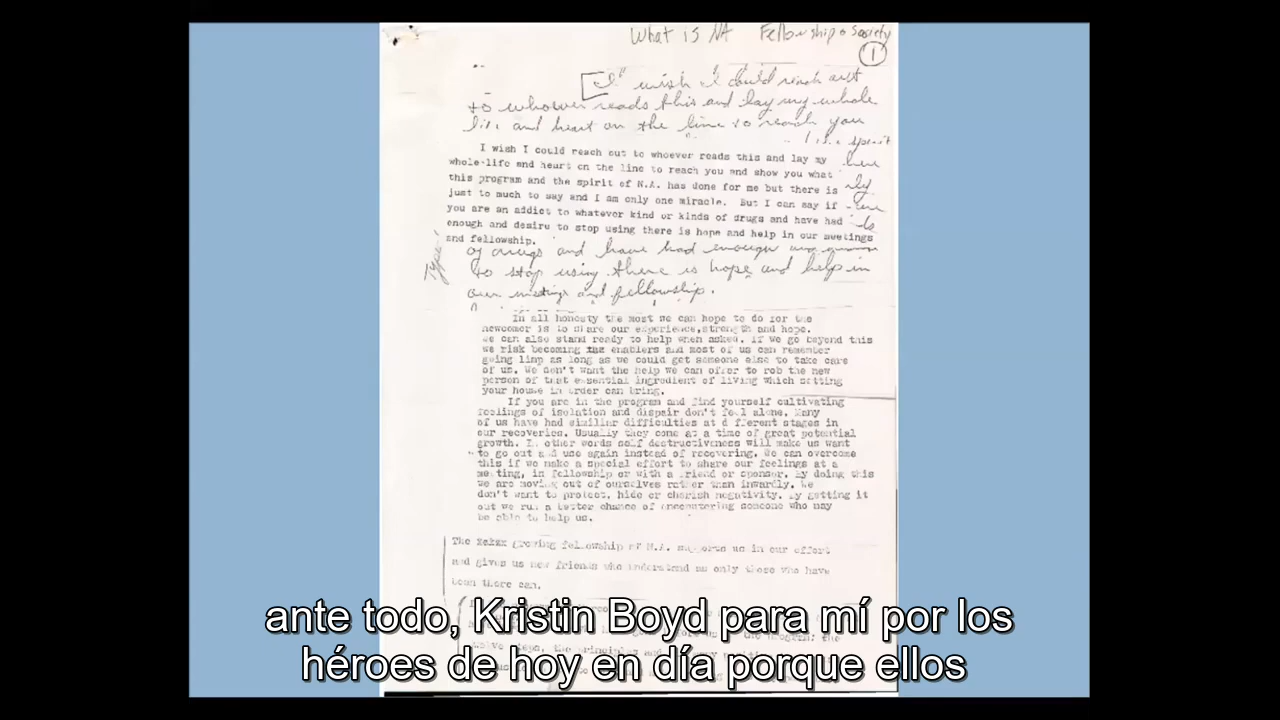 What is NA Fellowship & Society
1
"I wish I could reach out
to whoever reads this and lay my whole
life and heart on the line to reach you
spirit
I wish I could reach out to whoever reads this and lay my
whole life and heart on the line to reach you and show you what
this program and the spirit of N.A. has done for me but there is
just to much to say and I am only one miracle. But I can say if
you are an addict to whatever kind or kinds of drugs and have had
enough and desire to stop using there is hope and help in our meetings
and fellowship.
of drugs and have had enough and
to stop using there is hope and help in
our meetings and fellowship.
In all honesty the most we can hope to do for the
newcomer is to share our experience, strength and hope.
We can also stand ready to help when asked. If we go beyond this
we risk becoming the enablers and most of us can remember
going limp as long as we could get someone else to take care
of us. We don't want the help we can offer to rob the new
person of that essential ingredient of living which setting
your house in order can bring.
If you are in the program and find yourself cultivating
feelings of isolation and dispair don't feel alone. Many
of us have had similiar difficulties at d fferent stages in
our recoveries. Usually they come at a time of great potential
growth. In other words self destructiveness will make us want
to go out and use again instead of recovering. We can overcome
this if we make a special effort to share our feelings at a
meeting, in fellowship or with a friend or sponsor. By doing this
we are moving out of ourselves rather than inwardly. We
don't want to protect, hide or cherish negativity. By getting it
out we run a better chance of encountering someone who may
be able to help us.
The growing fellowship of N.A. supports us in our effort
and gives us new friends who understand as only those who have
been there can.
ante todo, Kristin Boyd para mí por los
héroes de hoy en día porque ellos